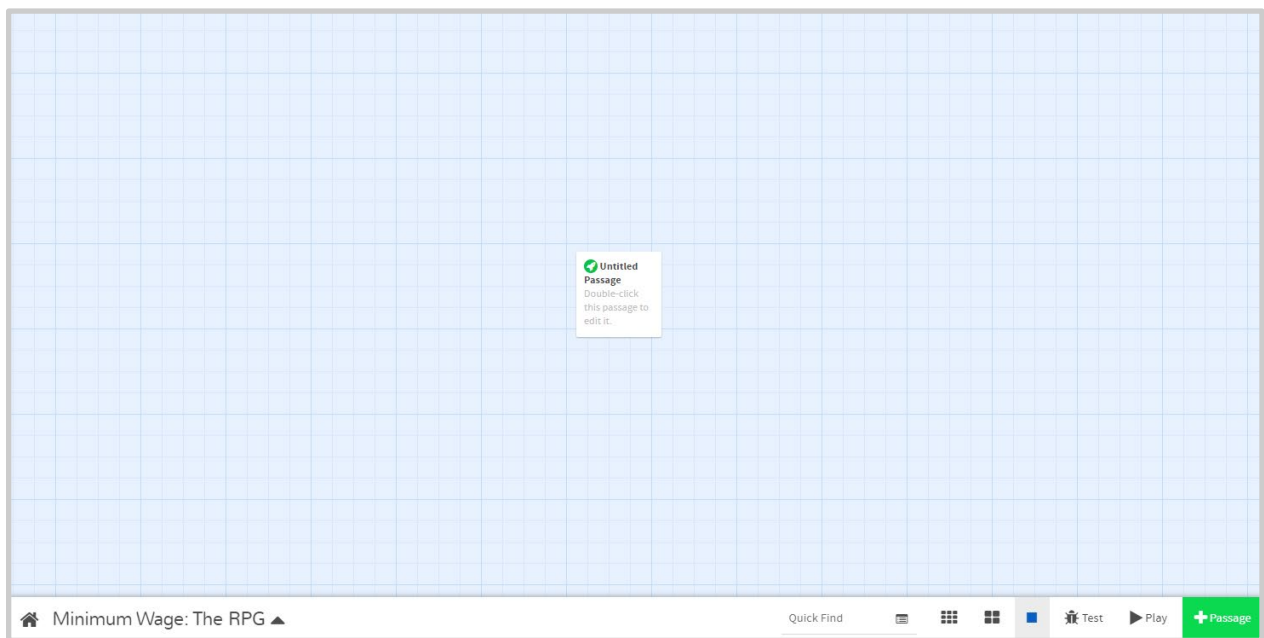 Untitled
Passage
Double-click
this passage to
edit it.
Minimum Wage: The RPG
Quick Find
Test
Play
Passage